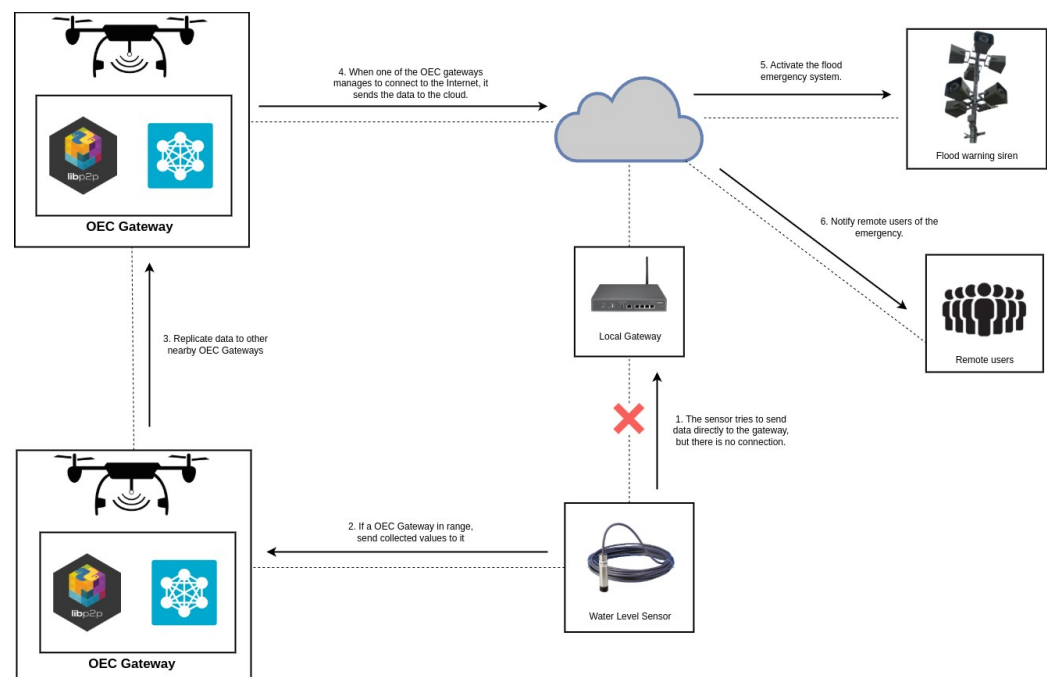 4. When one of the OEC gateways
manages to connect to the Internet, it
sends the data to the cloud.
5. Activate the flood
emergency system.
libp2p
OEC Gateway
Flood warning siren
6. Notify remote users of the
emergency.
3. Replicate data to other
nearby OEC Gateways
Local Gateway
Remote users
1. The sensor tries to send
data directly to the gateway,
but there is no connection.
2. If a OEC Gateway in range,
send collected values to it
libp2p
Water Level Sensor
OEC Gateway